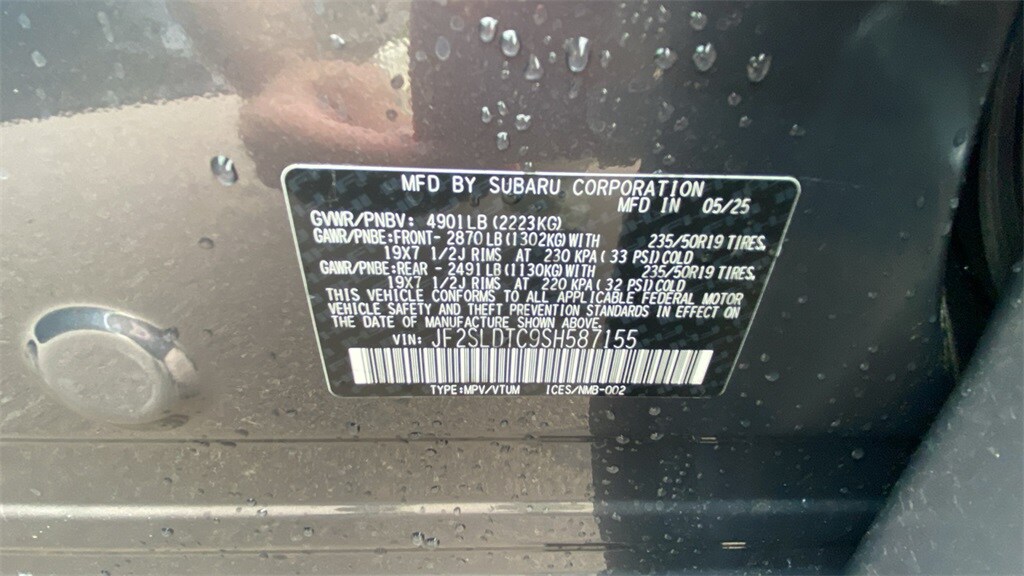 MFD BY SUBARU CORPORATION
MFD IN 05/25
GVWR/PNBV: 4901LB (2223KG)
GAWR/PNBE:FRONT- 2870LB(1302KG)WITH 235/50R19 TIRES,
19X7 1/2J RIMS AT 230 KPA( 33 PSI)COLD
GAWR/PNBE:REAR - 2491LB(1130KG)WITH 235/50R19 TIRES,
19X7 1/2J RIMS AT 220 KPA( 32 PSI)COLD
THIS VEHICLE CONFORMS TO ALL APPLICABLE FEDERAL MOTOR
VEHICLE SAFETY AND THEFT PREVENTION STANDARDS IN EFFECT ON
THE DATE OF MANUFACTURE SHOWN ABOVE.
VIN: JF2SLDTC9SH587155
TYPE:MPV/VTUM ICES/NMB-002